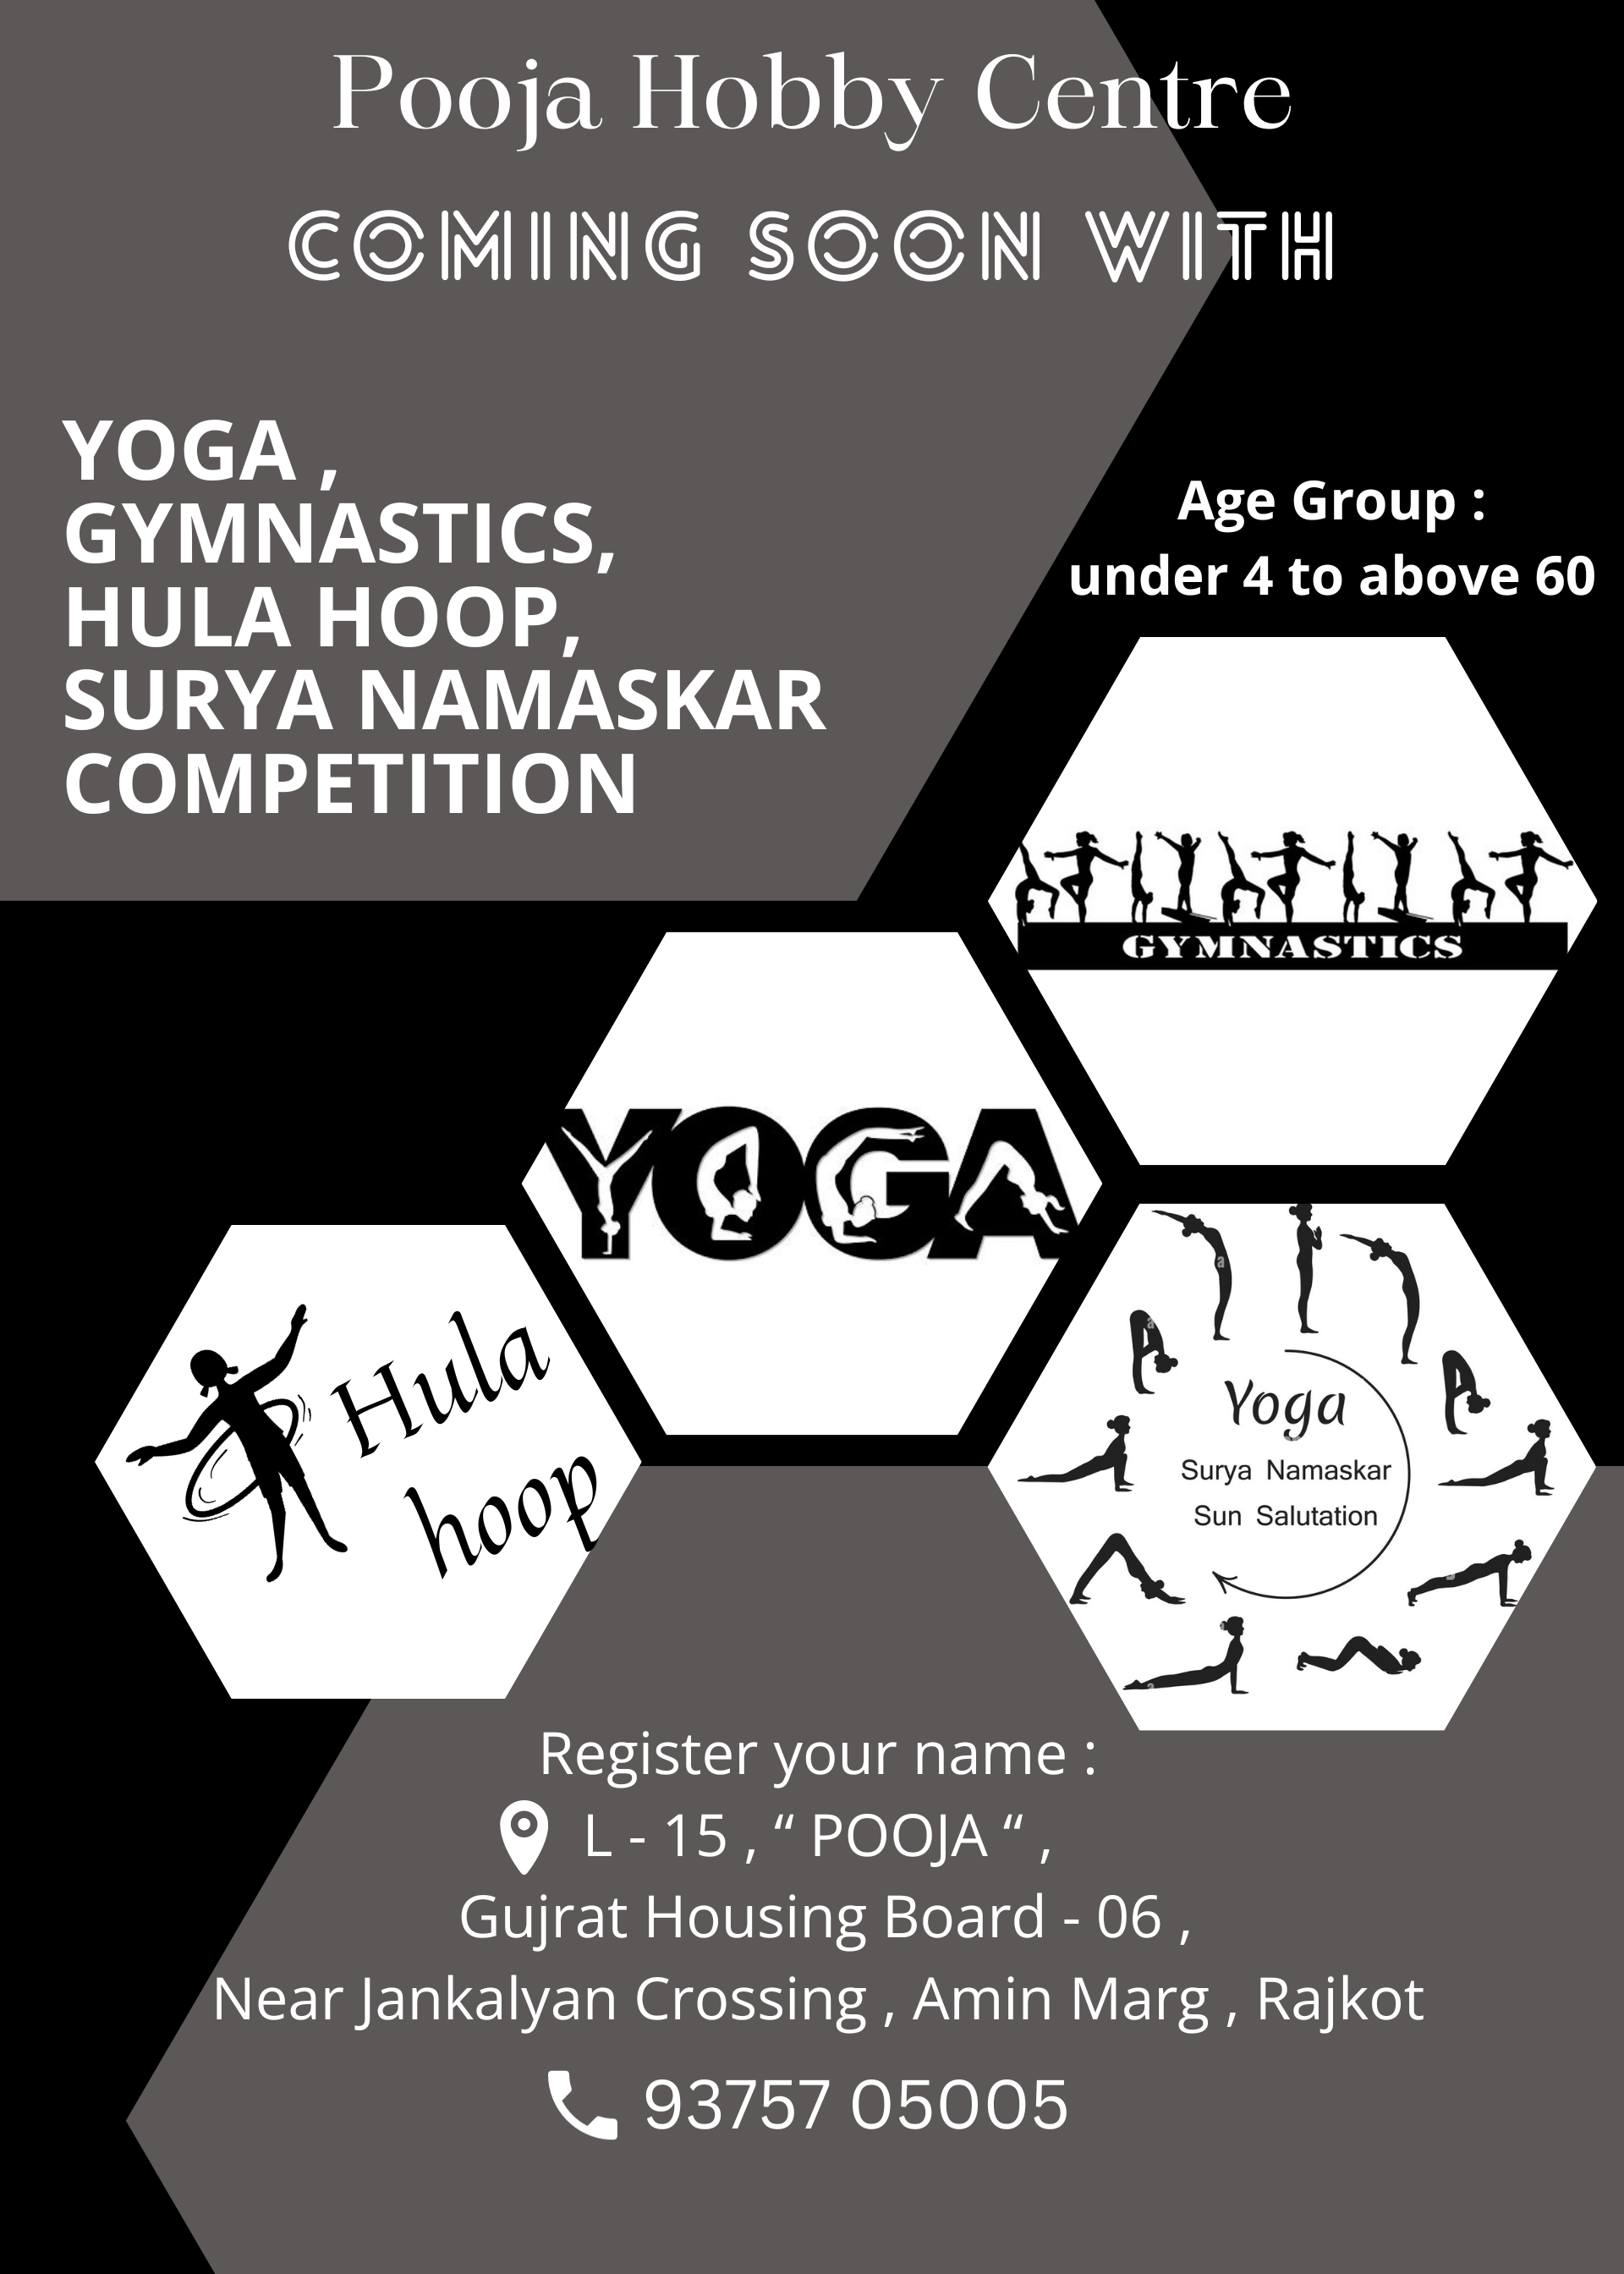 Pooja Hobby Centre
COMING SOON WITH
YOGA ,
GYMNASTICS,
HULA HOOP,
SURYA NAMASKAR
COMPETITION
Age Group :
under 4 to above 60
GYMNASTICS
YOGA
Hula
hoop
Yoga
Surya Namaskar
Sun Salutation
Register your name :
L - 15 , “ POOJA “ ,
Gujrat Housing Board - 06 ,
Near Jankalyan Crossing , Amin Marg , Rajkot
93757 05005